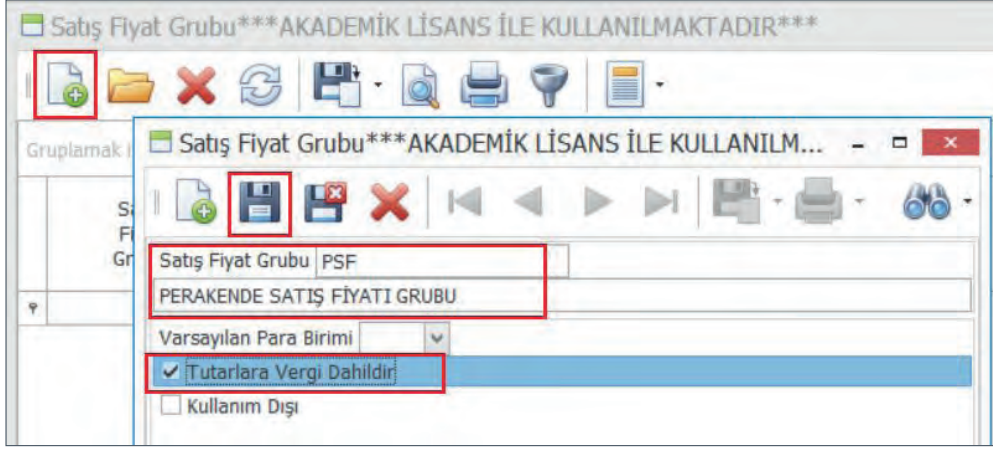 Satış Fiyat Grubu***AKADEMİK LİSANS İLE KULLANILMAKTADIR***
Gruplamak
Satış Fiyat Grubu***AKADEMİK LİSANS İLE KULLANILM...
Satış Fiyat Grubu PSF
PERAKENDE SATIŞ FİYATI GRUBU
Varsayılan Para Birimi
Tutarlara Vergi Dahildir
Kullanım Dışı